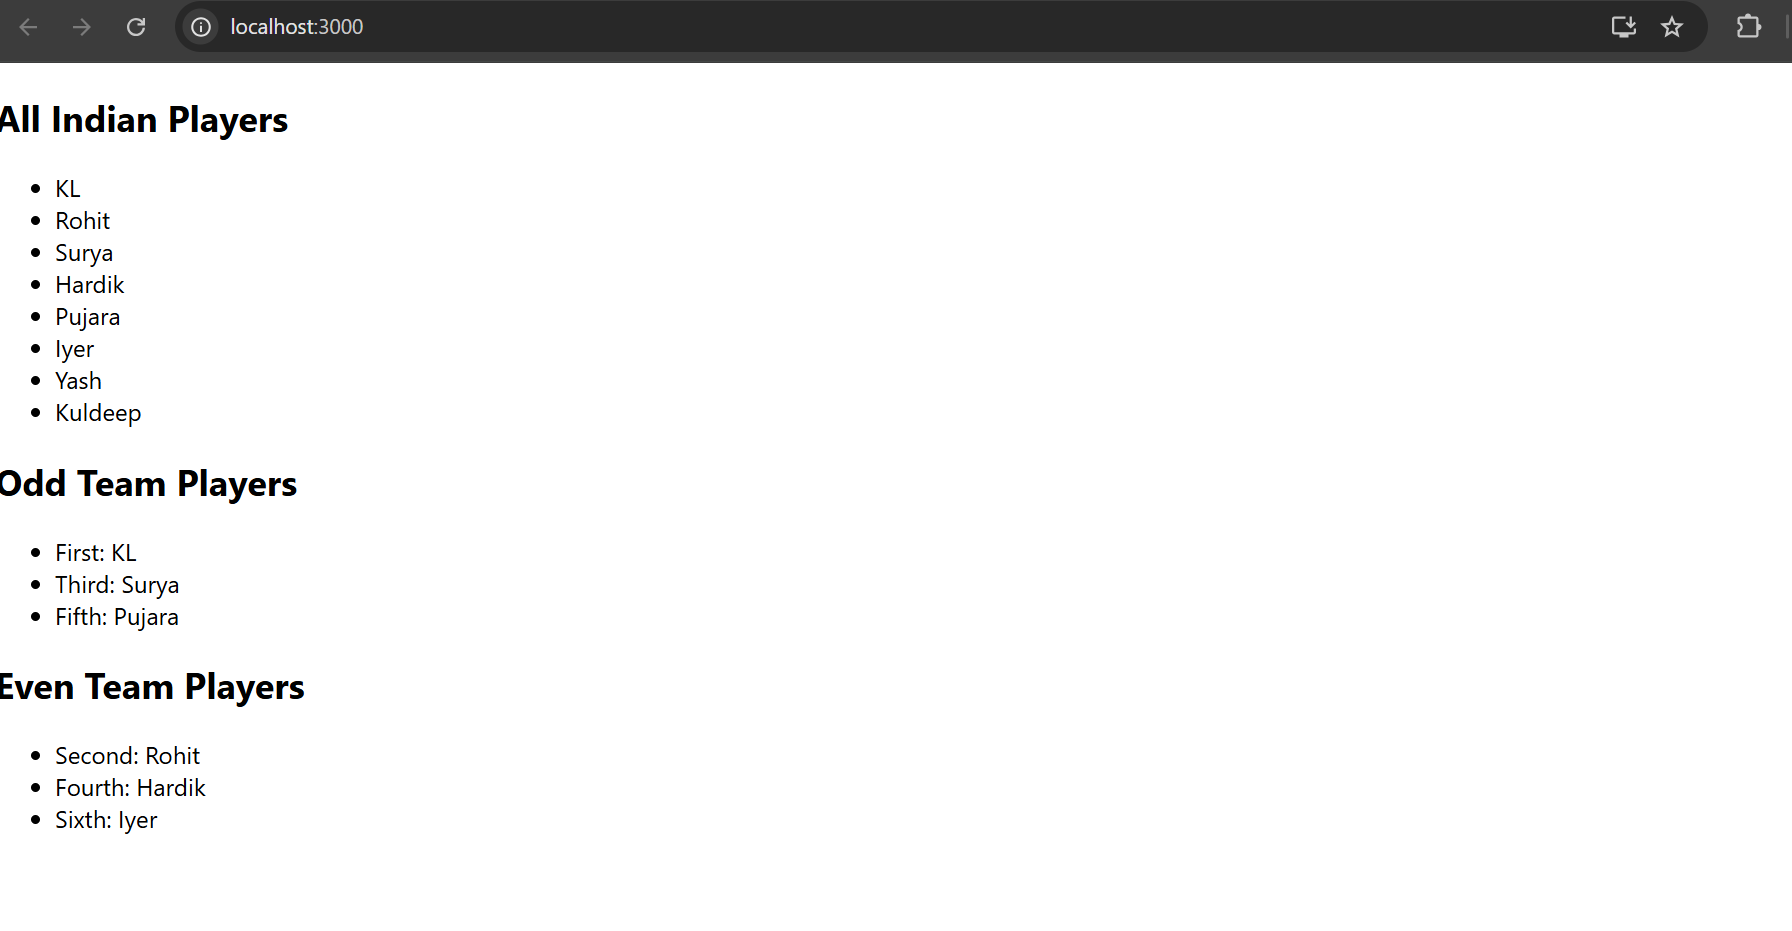 localhost:3000
All Indian Players
KL
Rohit
Surya
Hardik
Pujara
Iyer
Yash
Kuldeep
Odd Team Players
First: KL
Third: Surya
Fifth: Pujara
Even Team Players
Second: Rohit
Fourth: Hardik
Sixth: Iyer